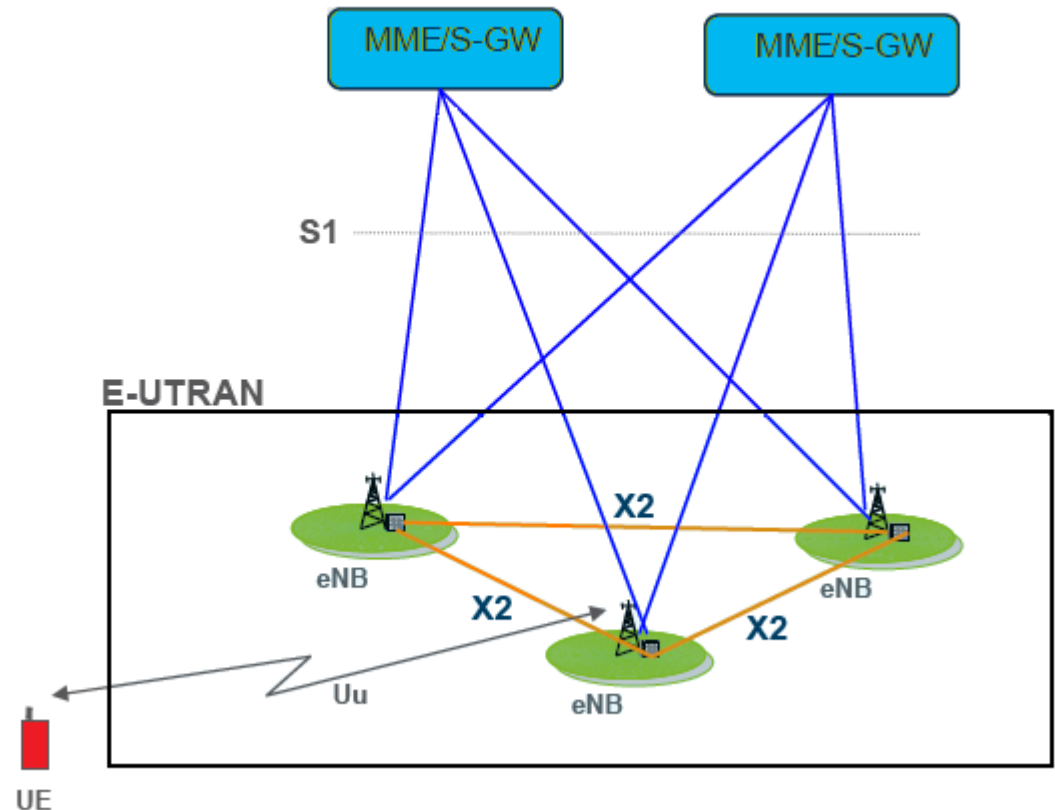 MME/S-GW
MME/S-GW
S1
E-UTRAN
X2
eNB
eNB
X2
X2
Uu
eNB
UE